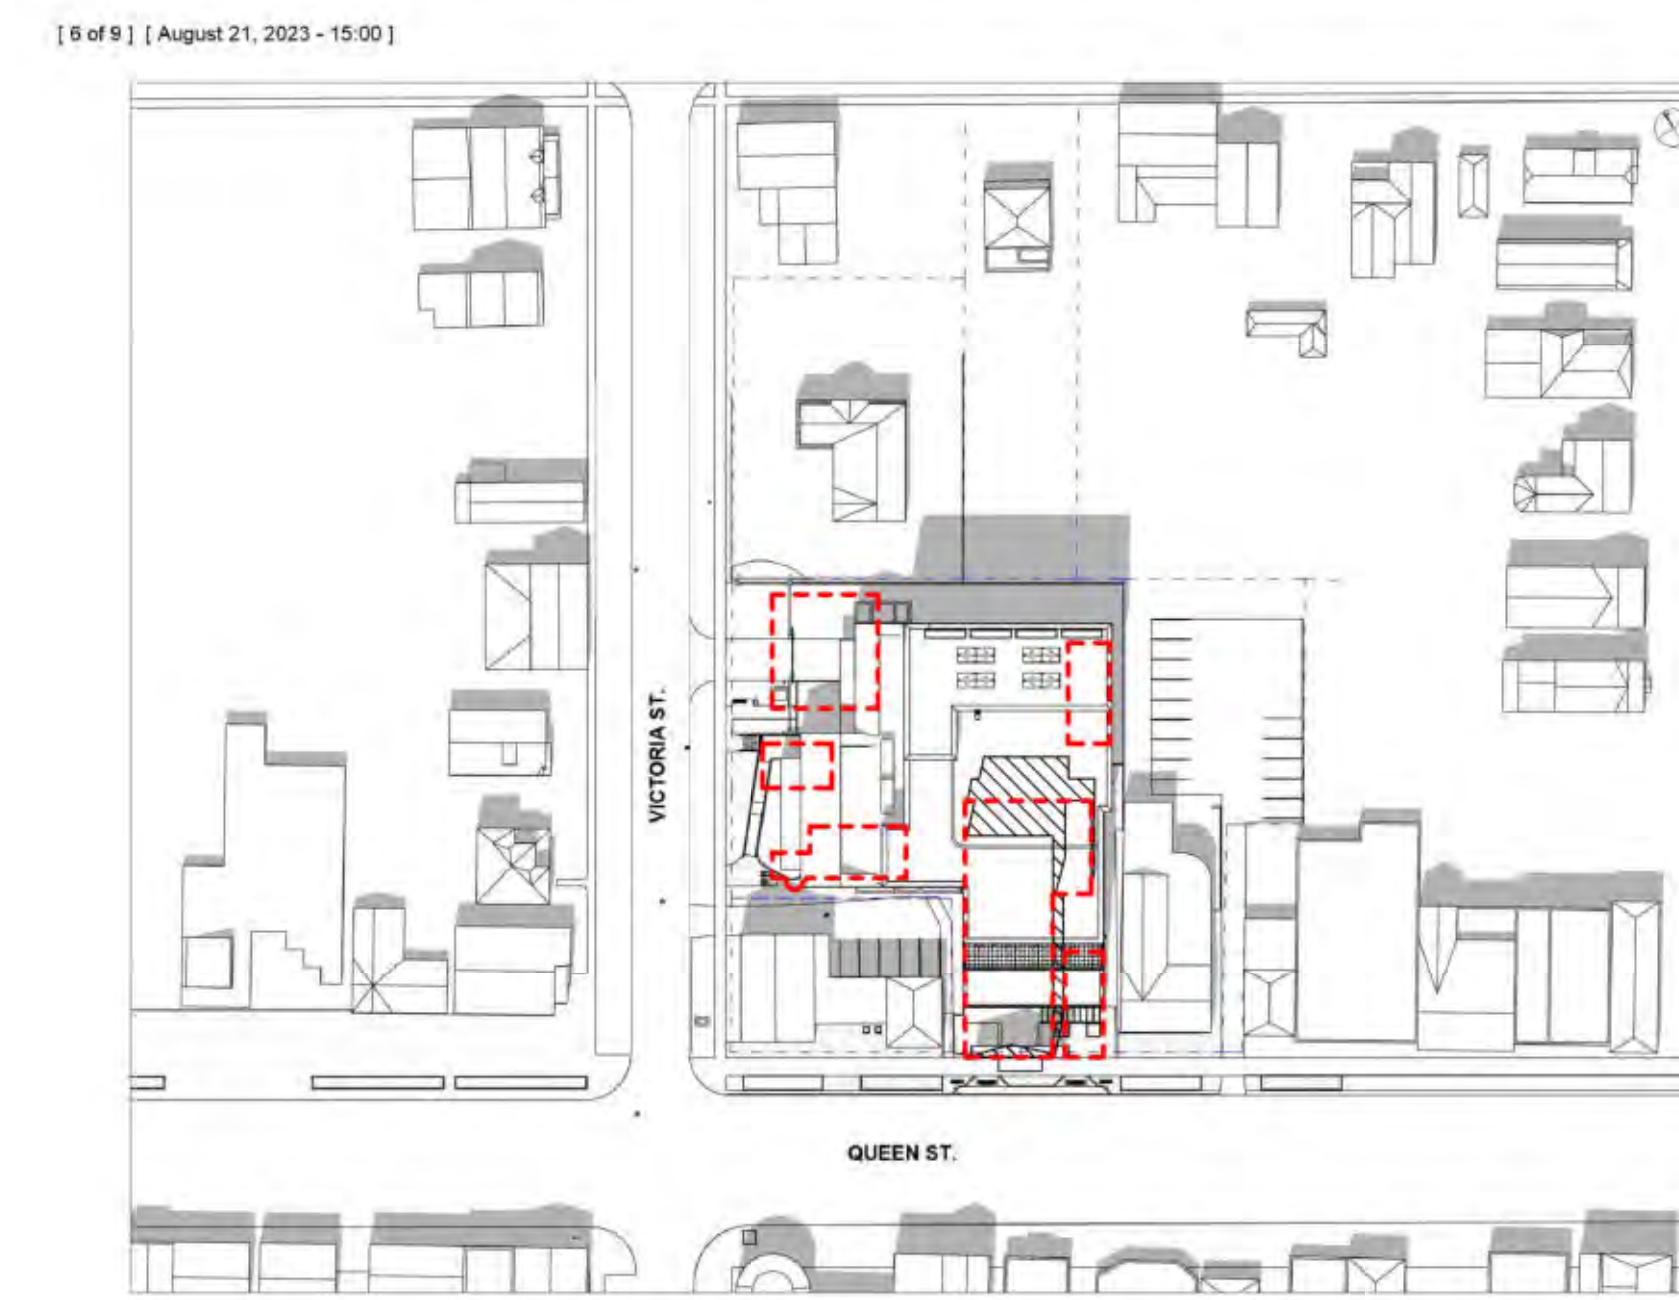 [ 6 of 9 ] [ August 21, 2023 - 15:00 ]
VICTORIA ST.
QUEEN ST.